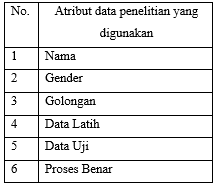 No. Atribut data penelitian yang
digunakan
1 Nama
2 Gender
3 Golongan
4 Data Latih
5 Data Uji
6 Proses Benar